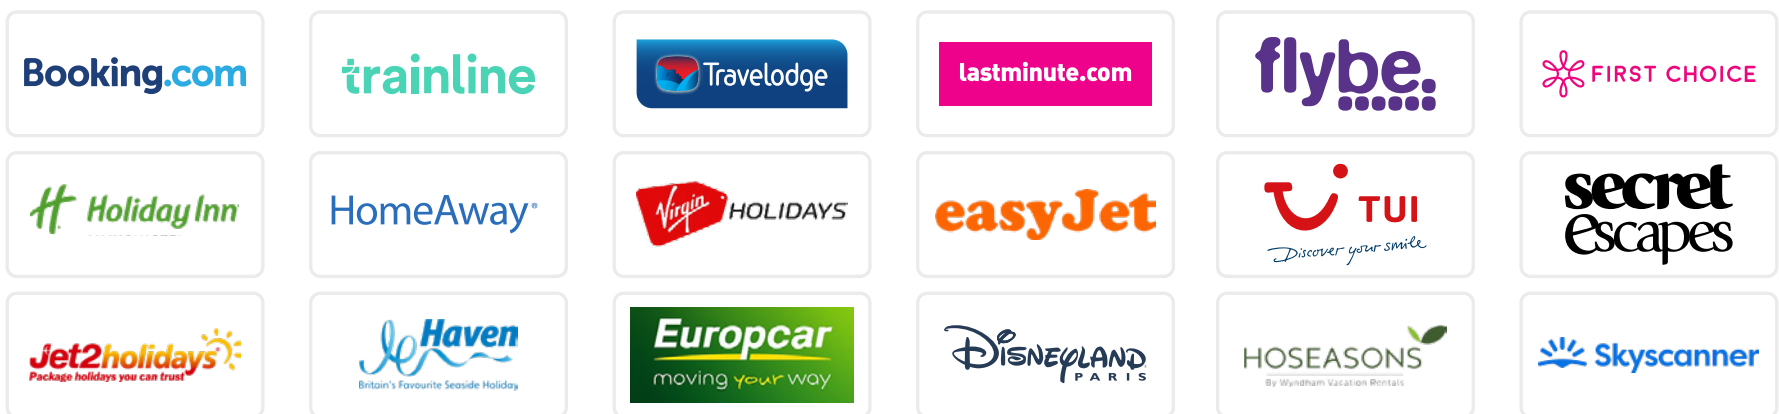 Booking.com
trainline
Travelodge
lastminute.com
flybe.
FIRST CHOICE
Holiday Inn
HomeAway®
Virgin HOLIDAYS
easyJet
TUI
Discover your smile
secret
escapes
Jet2holidays
Package holidays you can trust
Haven
Britain's Favourite Seaside Holiday
Europcar
moving your way
DISNEYLAND
PARIS
HOSEASONS
By Wyndham Vacation Rentals
Skyscanner